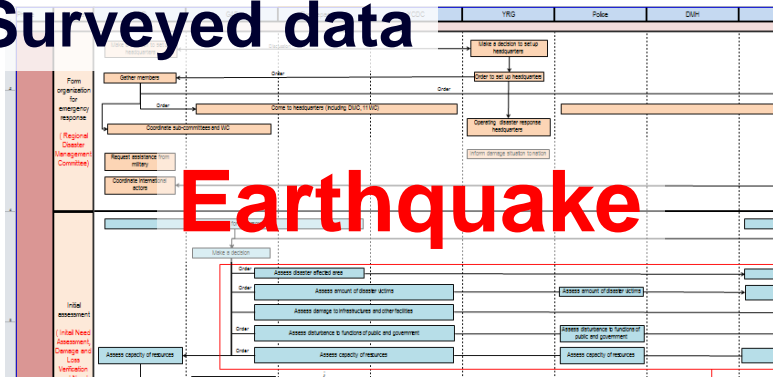 Surveyed data
YRG
Police
DMH
Make a decision to set up
headquarters
Gather members
Order
Order to set up headquarters
Order
Form
organization
for
emergency
response
( Regional
Disaster
Management
Committee)
Order
Come to headquarters (including DMC, 11WC)
Coordinate sub-committees and WC
Operating disaster response
headquarters
Request assistance from
military
Inform damage situation to nation
Coordinate international
actors
Earthquake
Make a decision
Order
Assess disaster affected area
Order
Assess amount of disaster victims
Assess amount of disaster victims
Initial
assessment
( Initial Need
Assessment,
Damage and
Loss
Verification
Assess damage to infrastructures and other facilities
Order
Assess disturbance to functions of public and government
Assess disturbance to functions of
public and government
Assess capacity of resources
Order
Assess capacity of resources
Assess capacity of resources